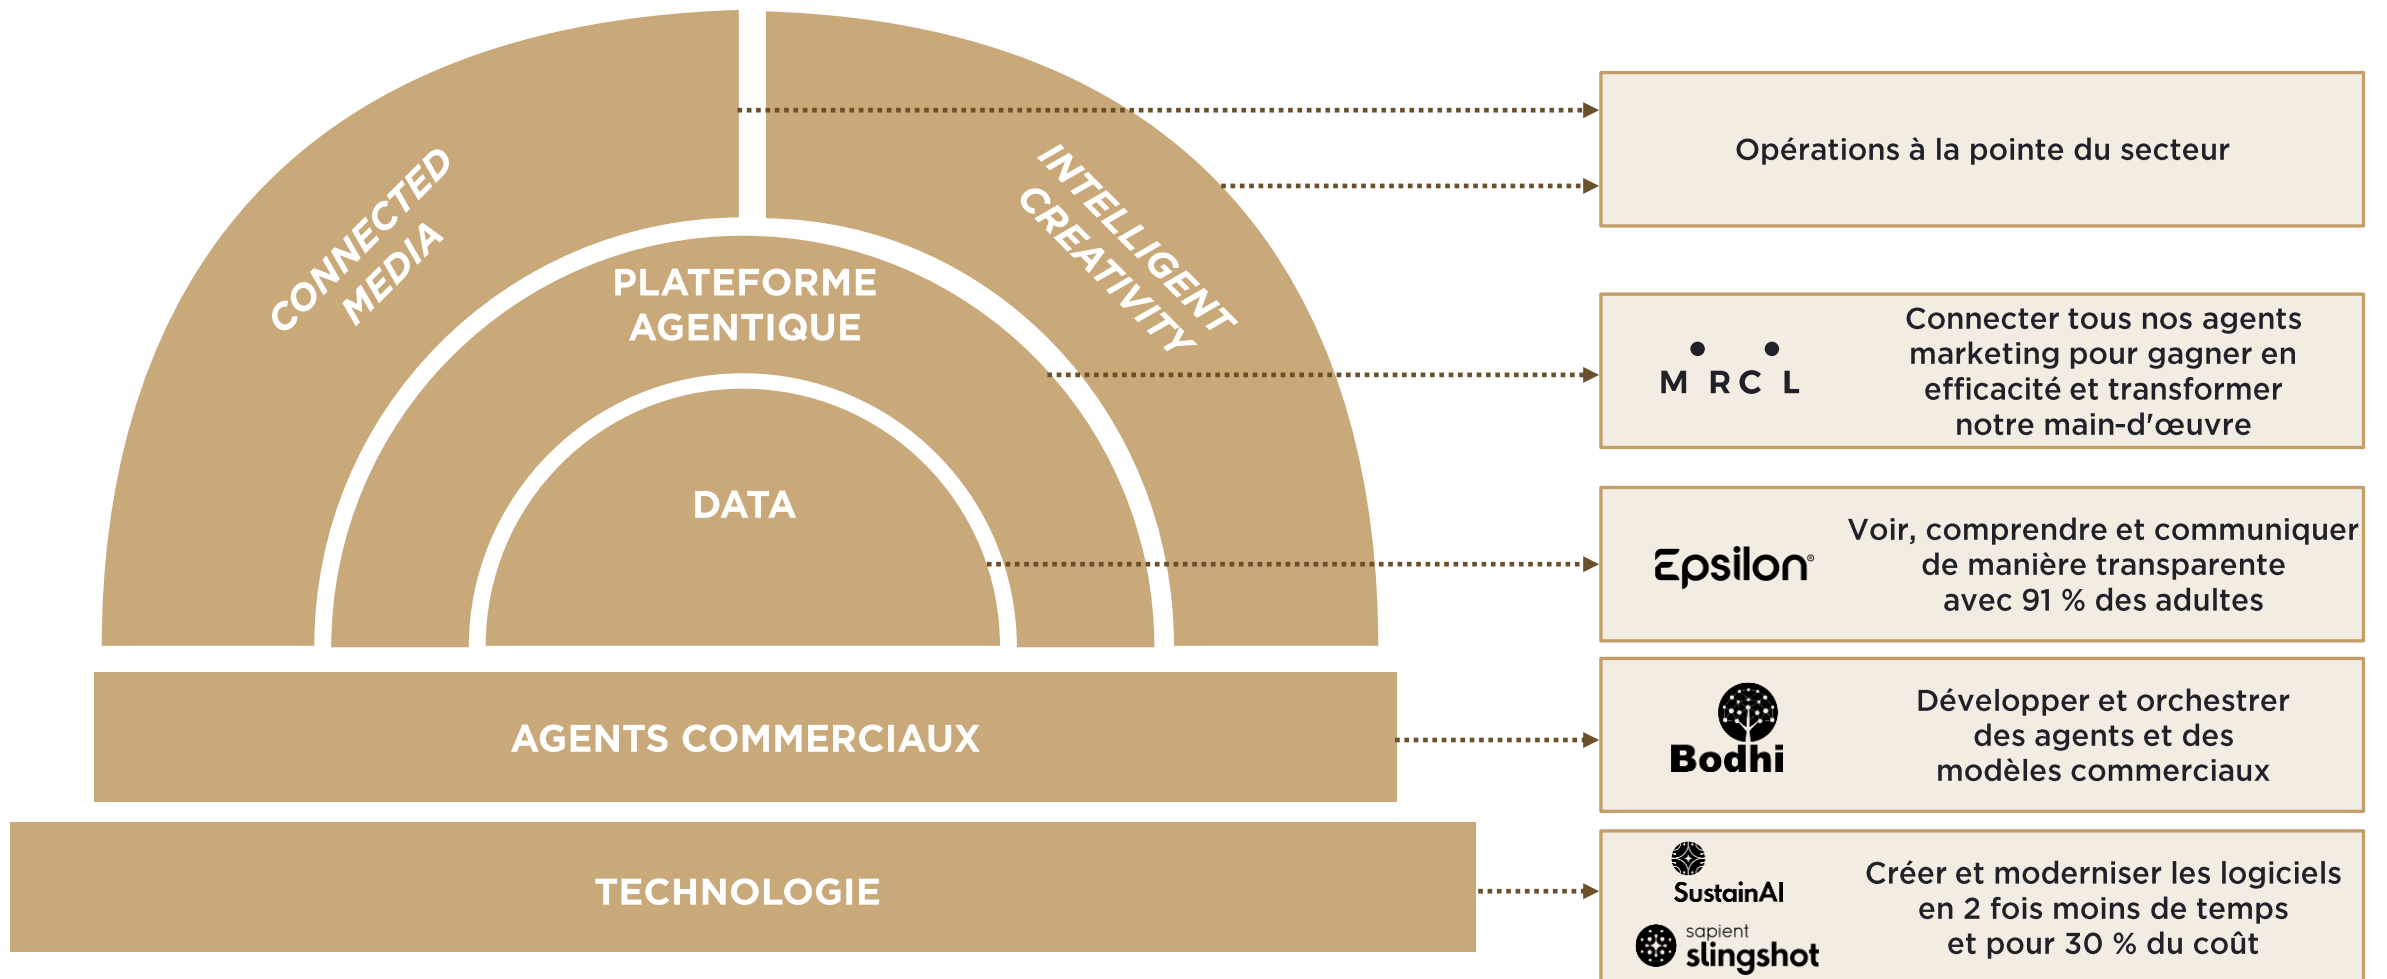 CONNECTED
MEDIA
INTELLIGENT
CREATIVITY
PLATEFORME
AGENTIQUE
DATA
AGENTS COMMERCIAUX
TECHNOLOGIE
Opérations à la pointe du secteur
M RC L
Connecter tous nos agents
marketing pour gagner en
efficacité et transformer
notre main-d'œuvre
Epsilon®
Voir, comprendre et communiquer
de manière transparente
avec 91 % des adultes
Bodhi
Développer et orchestrer
des agents et des
modèles commerciaux
SustainAI
sapient
slingshot
Créer et moderniser les logiciels
en 2 fois moins de temps
et pour 30 % du coût